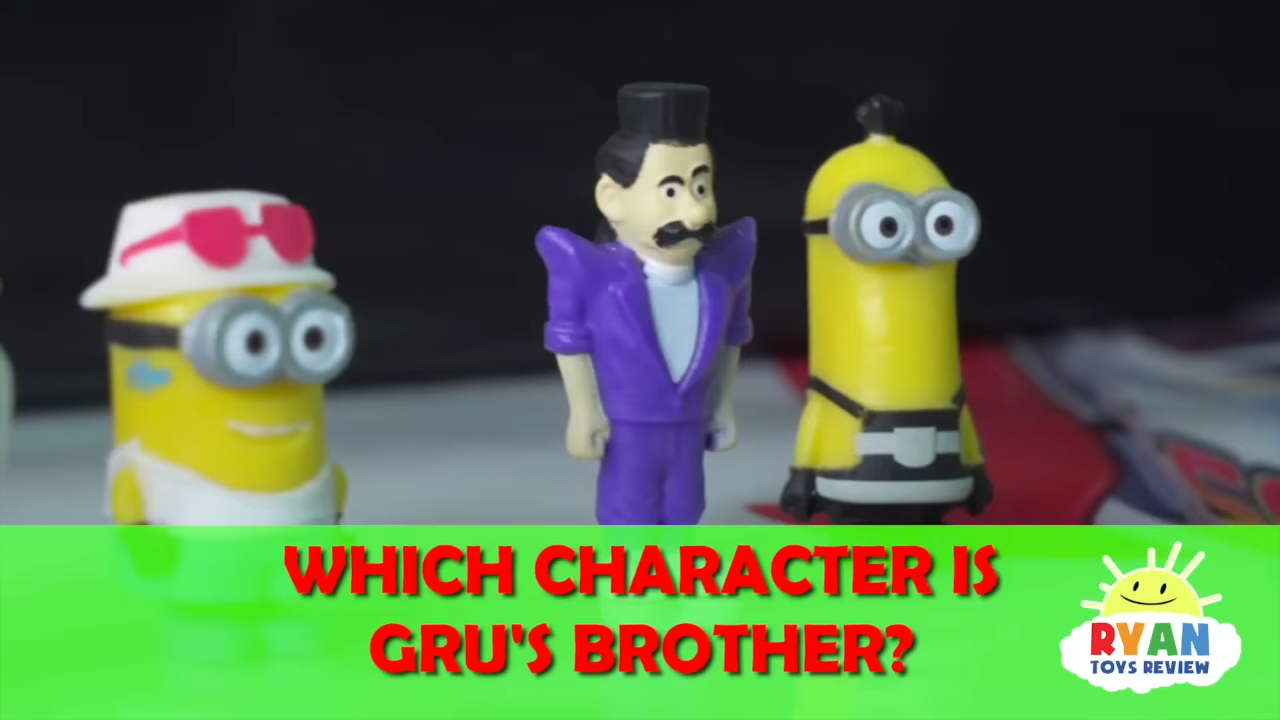 WHICH CHARACTER IS
GRU'S BROTHER?
RYAN
TOYS REVIEW